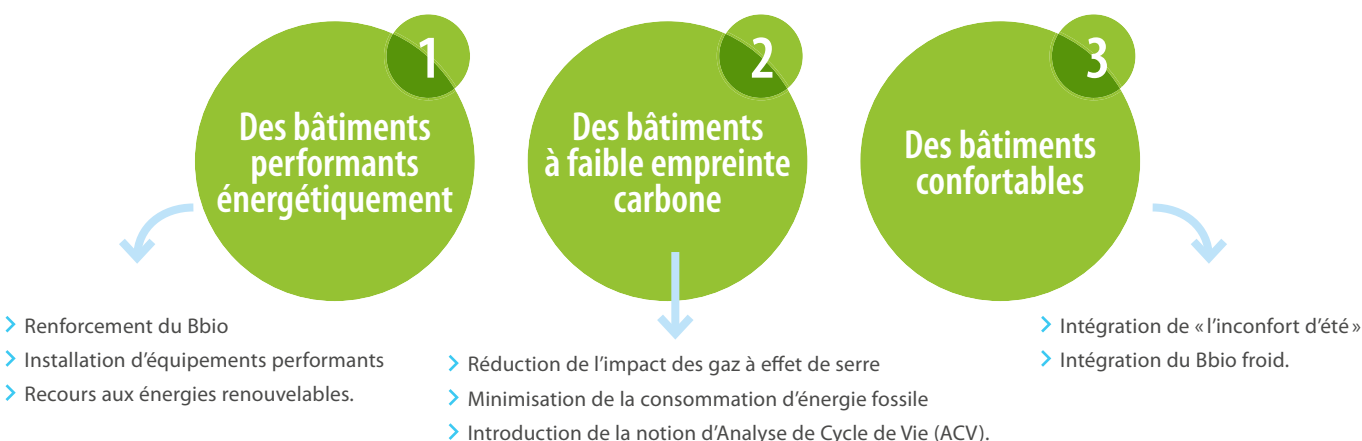 1
Des bâtiments
performants
énergétiquement
> Renforcement du Bbio
> Installation d’équipements performants
> Recours aux énergies renouvelables.
2
Des bâtiments
à faible empreinte
carbone
> Réduction de l’impact des gaz à effet de serre
> Minimisation de la consommation d’énergie fossile
> Introduction de la notion d’Analyse de Cycle de Vie (ACV).
3
Des bâtiments
confortables
> Intégration de «l’inconfort d’été»
> Intégration du Bbio froid.